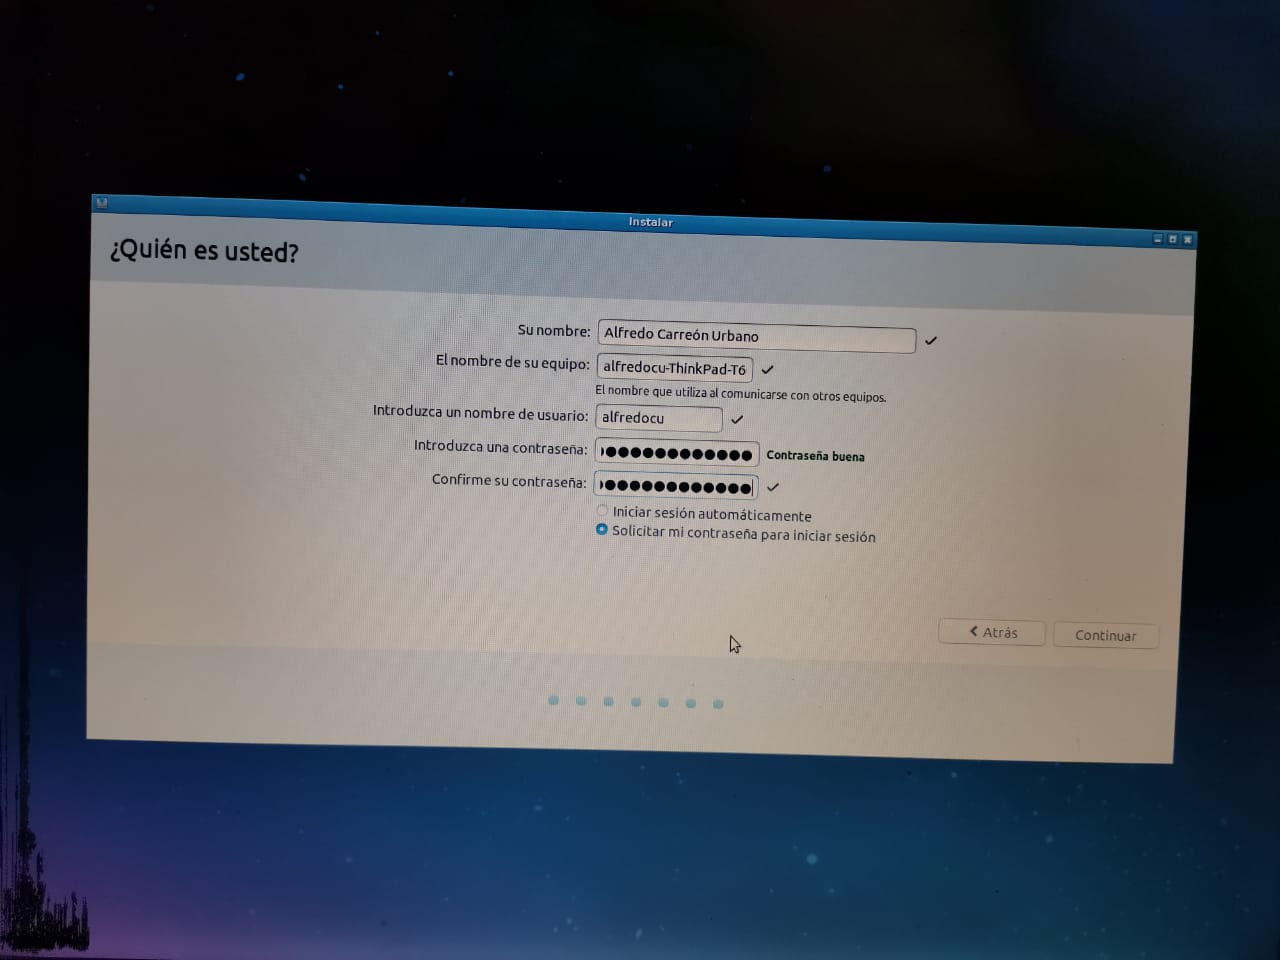 Instalar
¿Quién es usted?
Su nombre: Alfredo Carreón Urbano
El nombre de su equipo: alfredocu-ThinkPad-T6
El nombre que utiliza al comunicarse con otros equipos.
Introduzca un nombre de usuario: alfredocu
Introduzca una contraseña: Contraseña buena
Confirme su contraseña:
Iniciar sesión automáticamente
Solicitar mi contraseña para iniciar sesión
Atrás Continuar